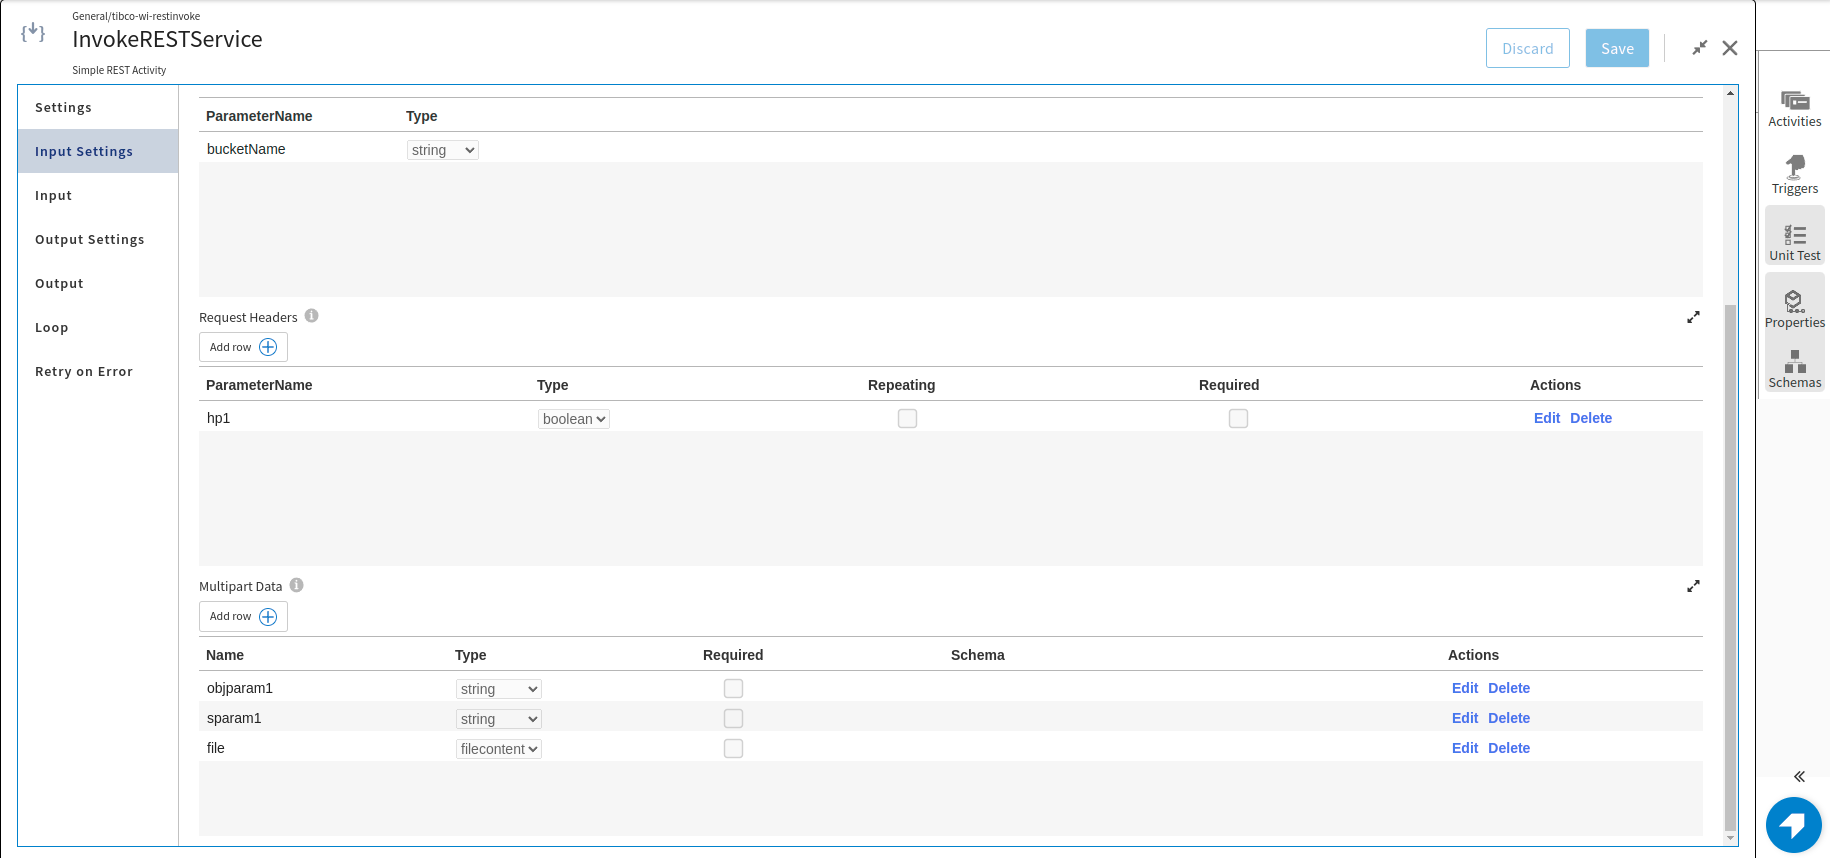 General/tibco-wi-restinvoke
InvokeRESTService
Simple REST Activity
Discard Save
Settings
Input Settings
Input
Output Settings
Output
Loop
Retry on Error
ParameterName Type
bucketName string
Request Headers
Add row
ParameterName Type Repeating Required Actions
hp1 boolean Edit Delete
Multipart Data
Add row
Name Type Required Schema Actions
objparam1 string Edit Delete
sparam1 string Edit Delete
file filecontent Edit Delete
Activities
Triggers
Unit Test
Properties
Schemas